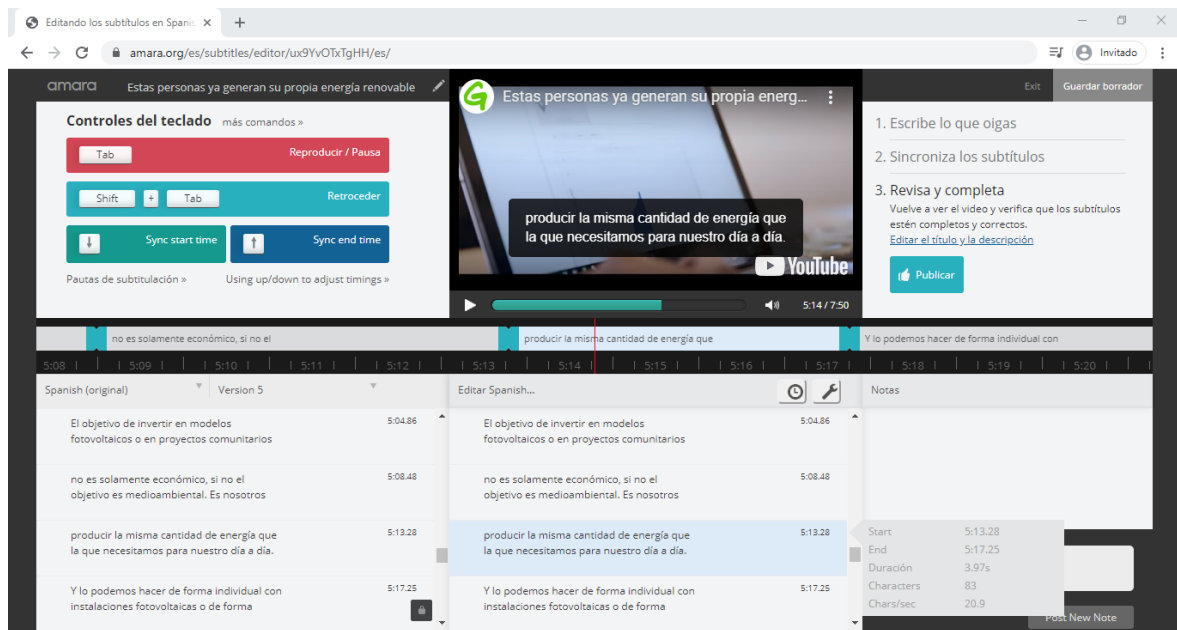 Editando los subtítulos en Spanis
amara.org/es/subtitles/editor/ux9YvOTxTgHH/es/
Invitado
amara
Estas personas ya generan su propia energía renovable
Controles del teclado más comandos »
Tab Reproducir / Pausa
Shift + Tab Retroceder
Sync start time
Sync end time
Pautas de subtitulación »
Using up/down to adjust timings »
Estas personas ya generan su propia energ...
producir la misma cantidad de energía que
la que necesitamos para nuestro día a día.
YouTube
5:14 / 7:50
Exit
Guardar borrador
1. Escribe lo que oigas
2. Sincroniza los subtítulos
3. Revisa y completa
Vuelve a ver el video y verifica que los subtítulos
estén completos y correctos.
Editar el título y la descripción
Publicar
no es solamente económico, si no el
producir la misma cantidad de energía que
Y lo podemos hacer de forma individual con
5:08 5:09 5:10 5:11 5:12 5:13 5:14 5:15 5:16 5:17 5:18 5:19 5:20
Spanish (original)
Version 5
El objetivo de invertir en modelos
fotovoltaicos o en proyectos comunitarios
5:04.86
no es solamente económico, si no el
objetivo es medioambiental. Es nosotros
5:08.48
producir la misma cantidad de energía que
la que necesitamos para nuestro día a día.
5:13.28
Y lo podemos hacer de forma individual con
instalaciones fotovoltaicas o de forma
5:17.25
Editar Spanish...
El objetivo de invertir en modelos
fotovoltaicos o en proyectos comunitarios
5:04.86
no es solamente económico, si no el
objetivo es medioambiental. Es nosotros
5:08.48
producir la misma cantidad de energía que
la que necesitamos para nuestro día a día.
5:13.28
Y lo podemos hacer de forma individual con
instalaciones fotovoltaicas o de forma
5:17.25
Notas
Start 5:13.28
End 5:17.25
Duración 3.97s
Characters 83
Chars/sec 20.9
Post New Note